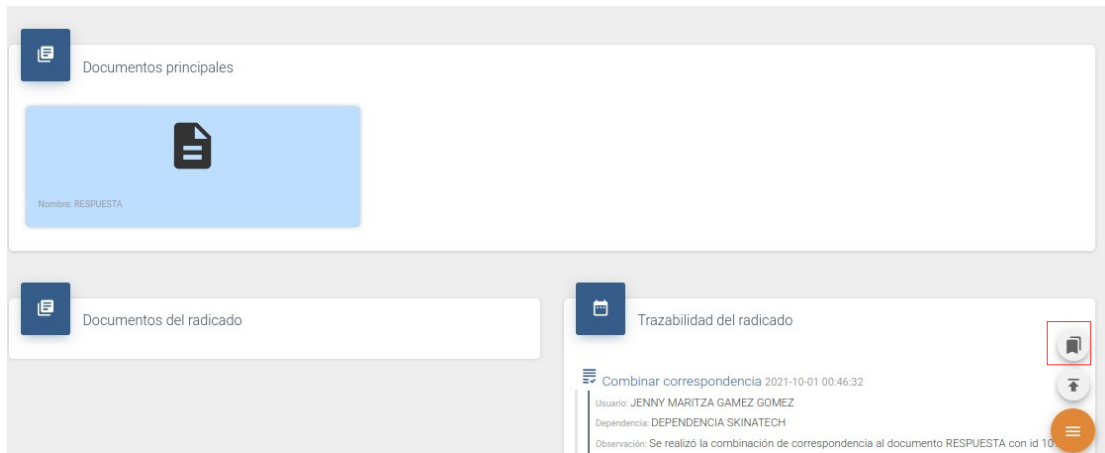 Documentos principales
Nombre: RESPUESTA
Documentos del radicado
Trazabilidad del radicado
Combinar correspondencia 2021-10-01 00:46:32
Usuario: JENNY MARITZA GAMEZ GOMEZ
Dependencia: DEPENDENCIA SKINATECH
Observación: Se realizó la combinación de correspondencia al documento RESPUESTA con id 10